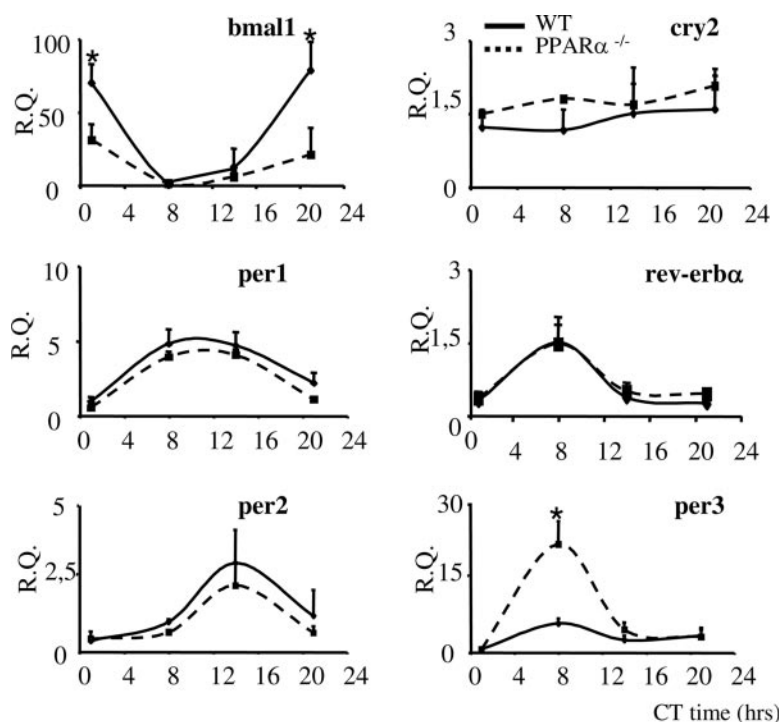 bmal1
100
50
0
R.Q.
*
*
0 4 8 12 16 20 24
WT
PPARα -/-
cry2
3
1,5
0
R.Q.
0 4 8 12 16 20 24
per1
10
5
0
R.Q.
0 4 8 12 16 20 24
rev-erbα
3
1,5
0
R.Q.
0 4 8 12 16 20 24
per2
5
2,5
0
R.Q.
0 4 8 12 16 20 24
per3
30
15
0
R.Q.
*
0 4 8 12 16 20 24
CT time (hrs)